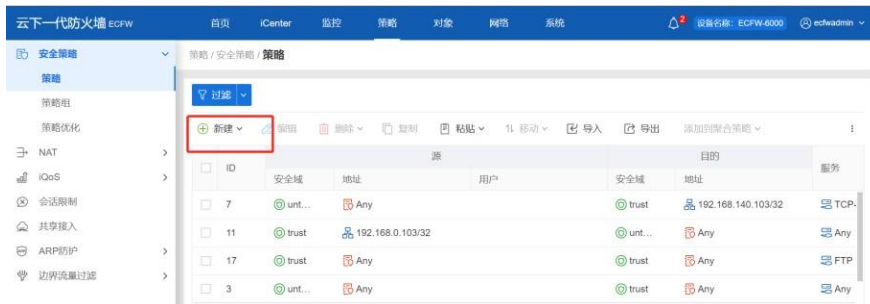 云下一代防火墙 ECFW 首页 iCenter 监控 策略 对象 网络 系统 2 设备名称: ECFW-6000 ecfwadmin
安全策略
策略
策略组
策略优化
NAT
iQoS
会话限制
共享接入
ARP防护
边界流量过滤
策略 / 安全策略 / 策略
过滤
新建 编辑 删除 复制 粘贴 移动 导入 导出 添加到聚合策略
ID 源 目的 服务
安全域 地址 用户 安全域 地址
7 unt... Any trust 192.168.140.103/32 TCP-
11 trust 192.168.0.103/32 unt... Any Any
17 trust Any trust Any FTP
3 unt... Any trust Any Any